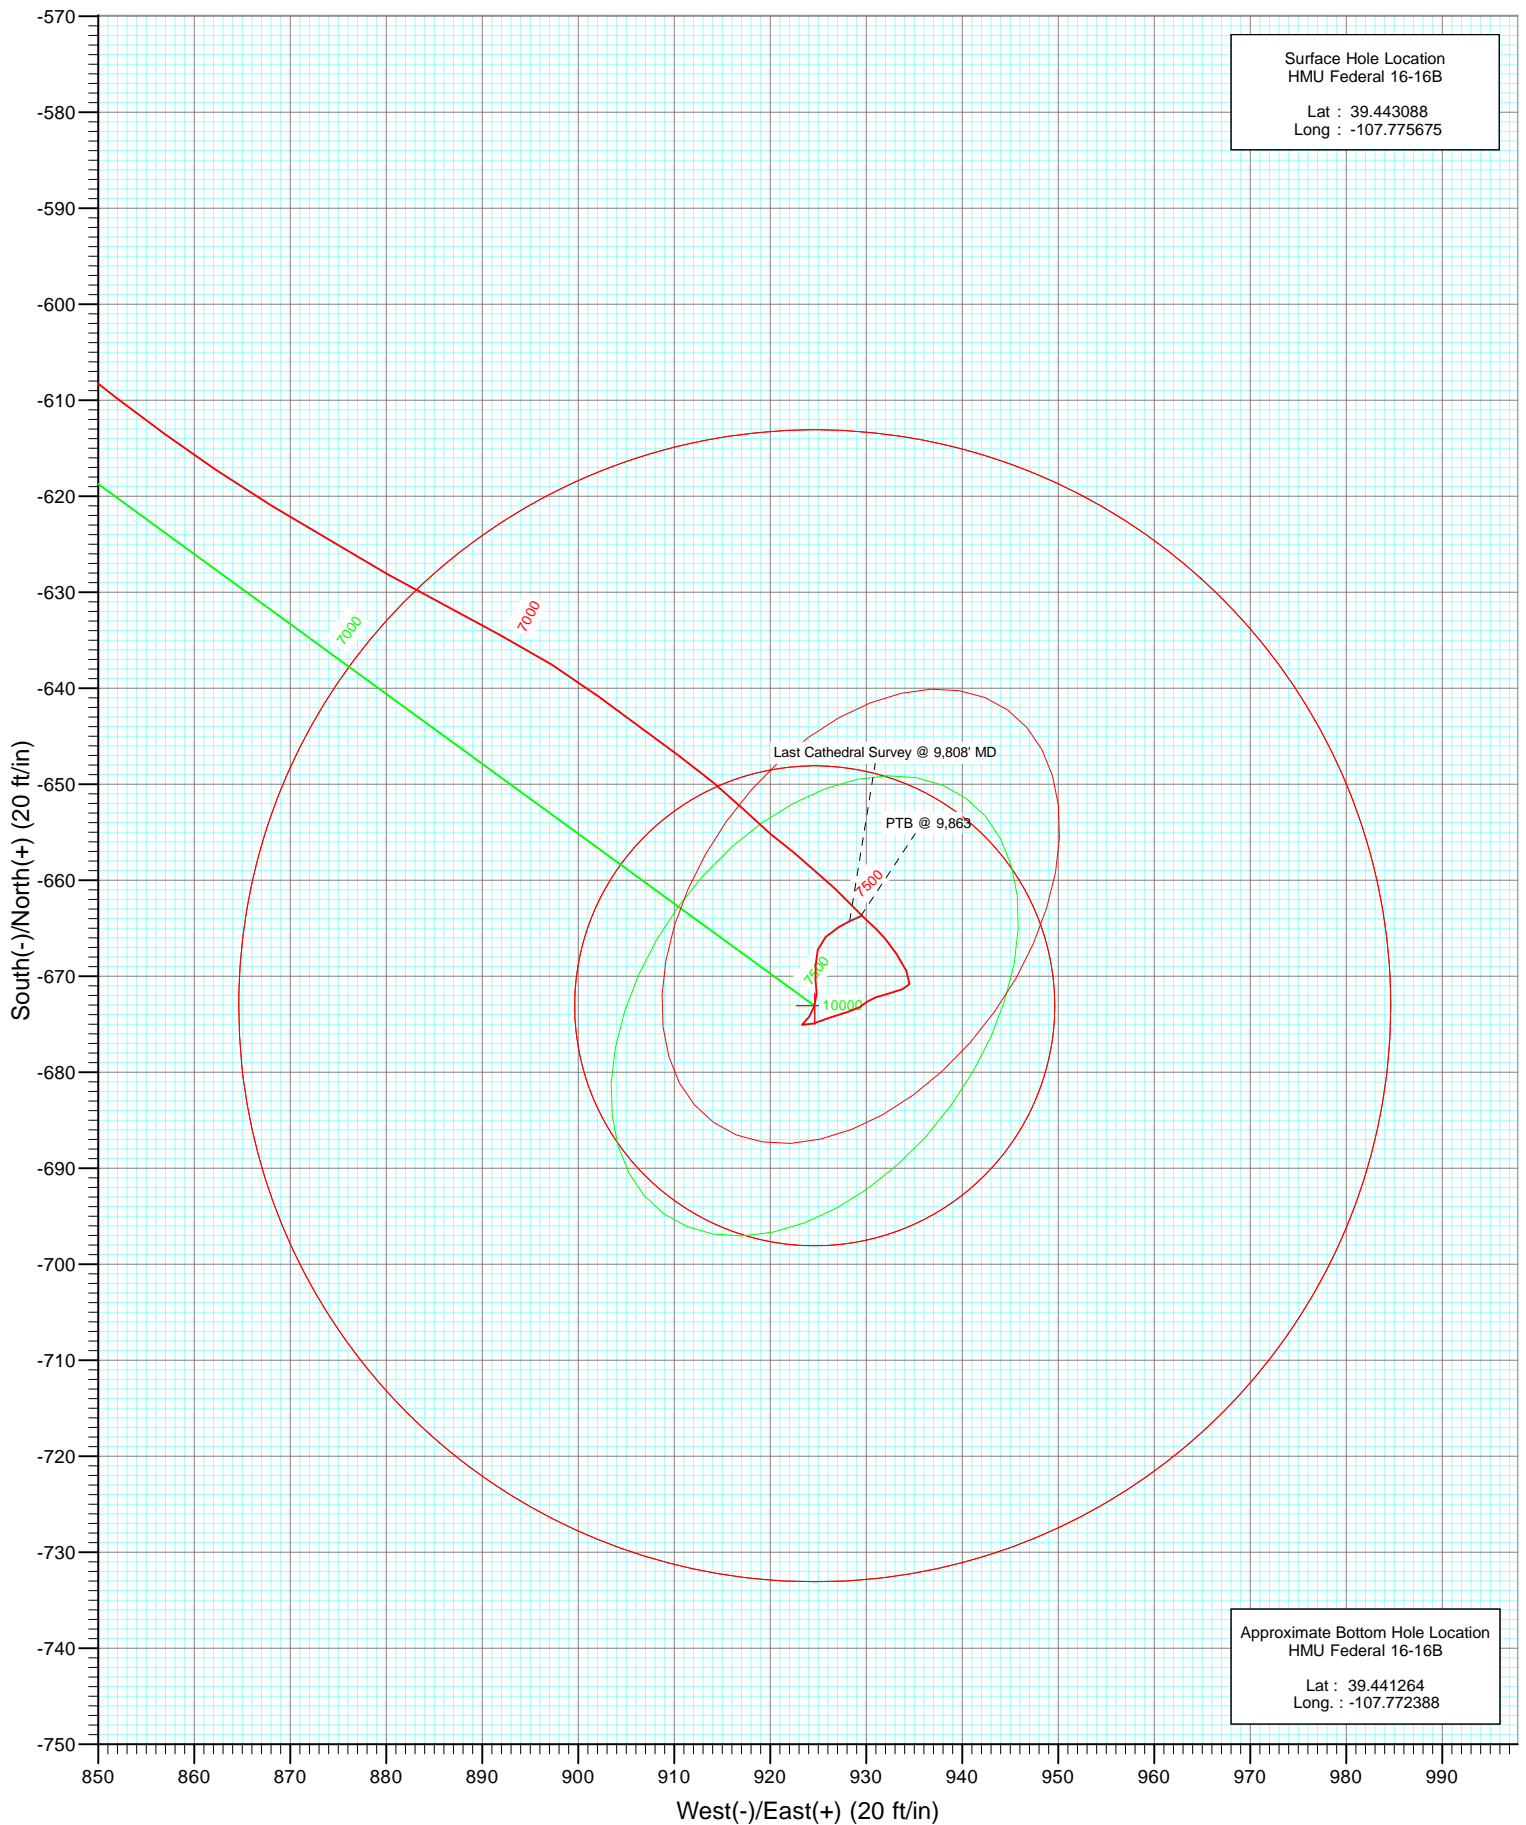 -570
-580
-590
-600
-610
-620
-630
-640
-650
-660
-670
-680
-690
-700
-710
-720
-730
-740
-750
South(-)/North(+) (20 ft/in)
Surface Hole Location
HMU Federal 16-16B
Lat : 39.443088
Long : -107.775675
7000
7000
Last Cathedral Survey @ 9,808' MD
PTB @ 9,863
7500
7500
10000
Approximate Bottom Hole Location
HMU Federal 16-16B
Lat : 39.441264
Long. : -107.772388
850 860 870 880 890 900 910 920 930 940 950 960 970 980 990
West(-)/East(+) (20 ft/in)